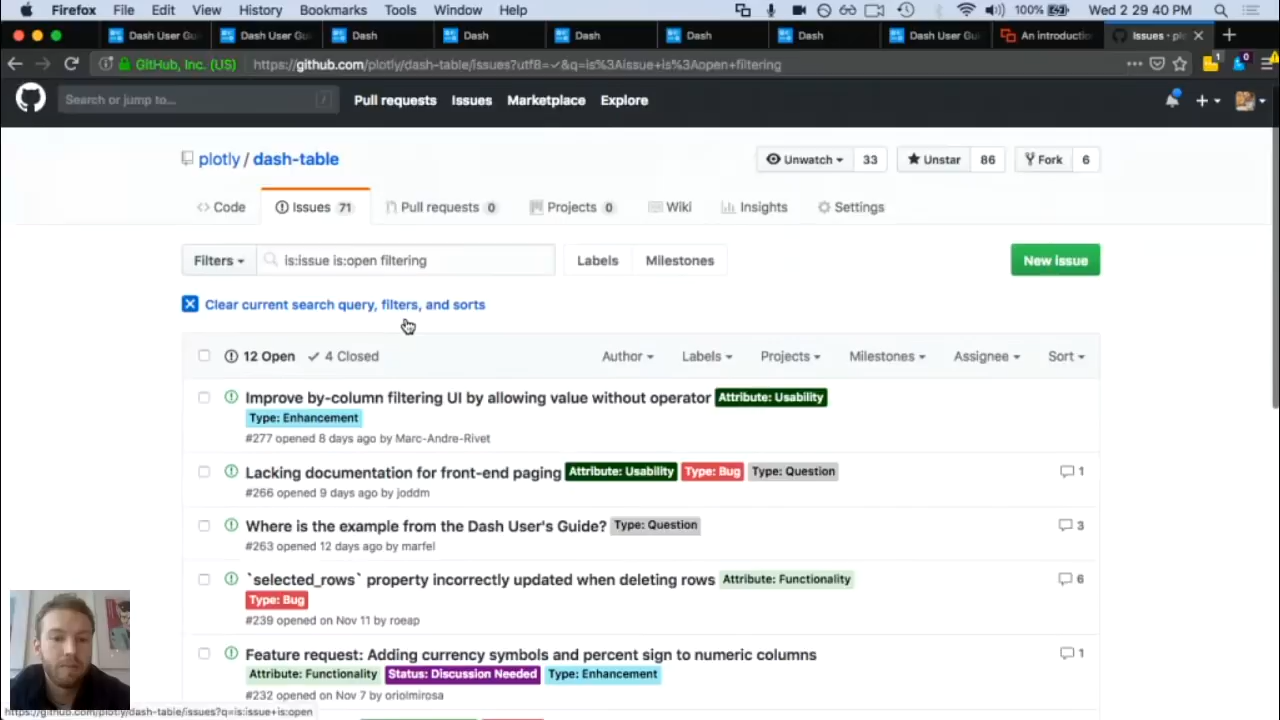 Firefox File Edit View History Bookmarks Tools Window Help 100% Wed 2 29 40 PM
Dash User Gu Dash User Gu Dash Dash Dash Dash Dash Dash User Gu An introductio Issues · plo
GitHub, Inc. (US) https://github.com/plotly/dash-table/issues?utf8=✓&q=is%3Aissue+is%3Aopen+filtering
Search or jump to... / Pull requests Issues Marketplace Explore
plotly / dash-table Unwatch 33 Unstar 86 Fork 6
Code Issues 71 Pull requests 0 Projects 0 Wiki Insights Settings
Filters is:issue is:open filtering Labels Milestones New issue
Clear current search query, filters, and sorts
12 Open 4 Closed Author Labels Projects Milestones Assignee Sort
Improve by-column filtering UI by allowing value without operator Attribute: Usability
Type: Enhancement
#277 opened 8 days ago by Marc-Andre-Rivet
Lacking documentation for front-end paging Attribute: Usability Type: Bug Type: Question 1
#266 opened 9 days ago by joddm
Where is the example from the Dash User's Guide? Type: Question 3
#263 opened 12 days ago by marfel
`selected_rows` property incorrectly updated when deleting rows Attribute: Functionality 6
Type: Bug
#239 opened on Nov 11 by roeap
Feature request: Adding currency symbols and percent sign to numeric columns 1
Attribute: Functionality Status: Discussion Needed Type: Enhancement
#232 opened on Nov 7 by oriolmirosa
https://github.com/plotly/dash-table/issues?q=is:issue+is:open